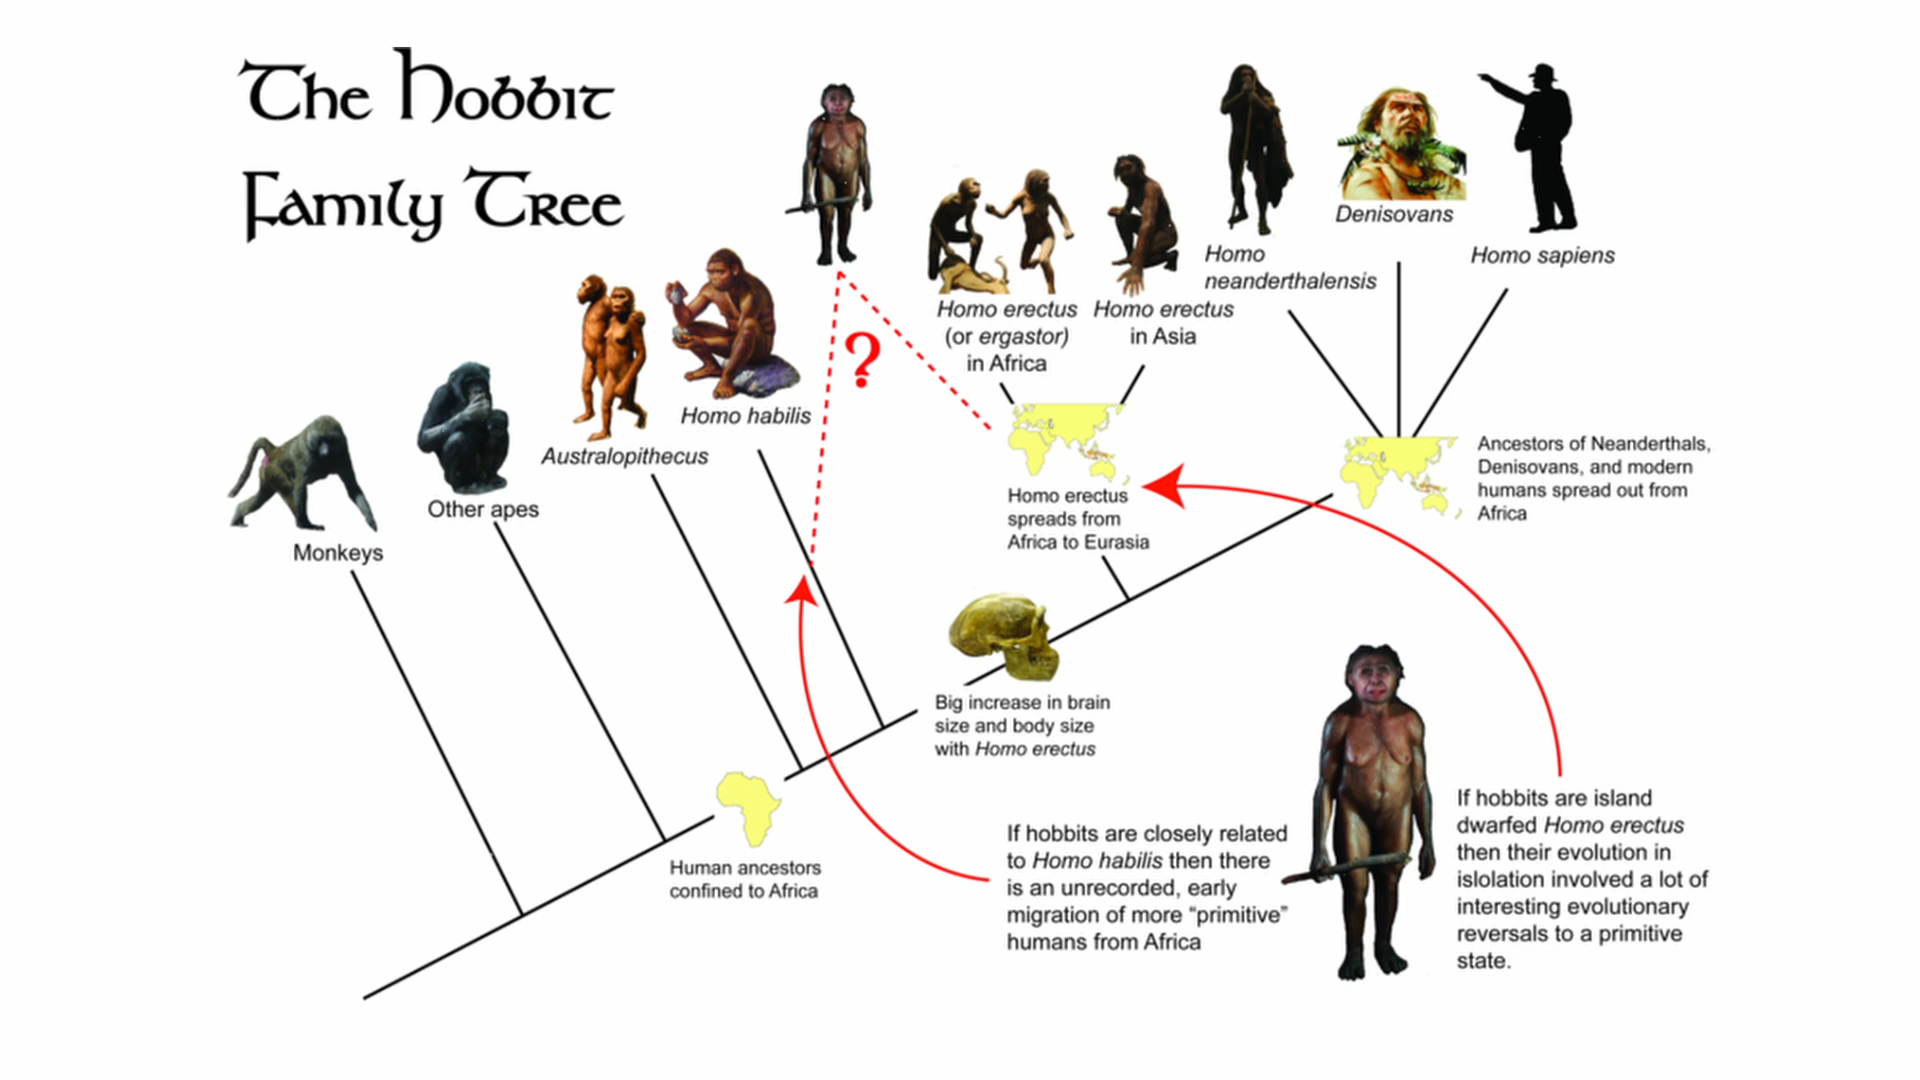 The Hobbit
Family Tree
Monkeys
Other apes
Australopithecus
Homo habilis
?
Homo erectus
(or ergastor)
in Africa
Homo erectus
in Asia
Homo
neanderthalensis
Denisovans
Homo sapiens
Homo erectus
spreads from
Africa to Eurasia
Ancestors of Neanderthals,
Denisovans, and modern
humans spread out from
Africa
Big increase in brain
size and body size
with Homo erectus
Human ancestors
confined to Africa
If hobbits are closely related
to Homo habilis then there
is an unrecorded, early
migration of more “primitive”
humans from Africa
If hobbits are island
dwarfed Homo erectus
then their evolution in
islolation involved a lot of
interesting evolutionary
reversals to a primitive
state.